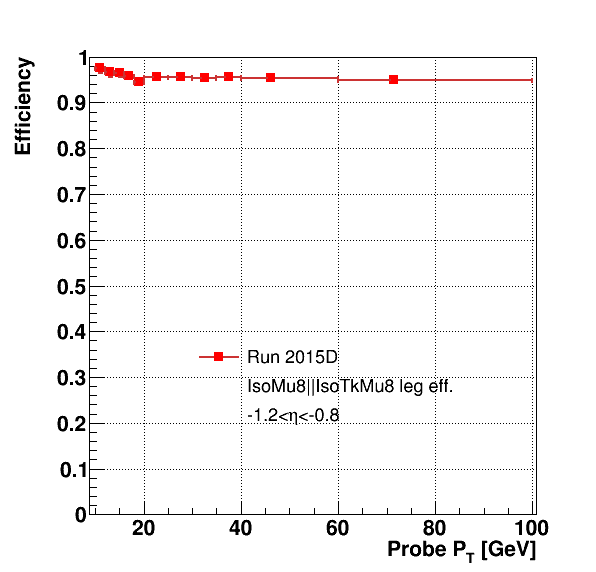 Efficiency
1
0.9
0.8
0.7
0.6
0.5
0.4
0.3
0.2
0.1
0
Run 2015D
IsoMu8||IsoTkMu8 leg eff.
-1.2<η<-0.8
20 40 60 80 100
Probe P_T [GeV]